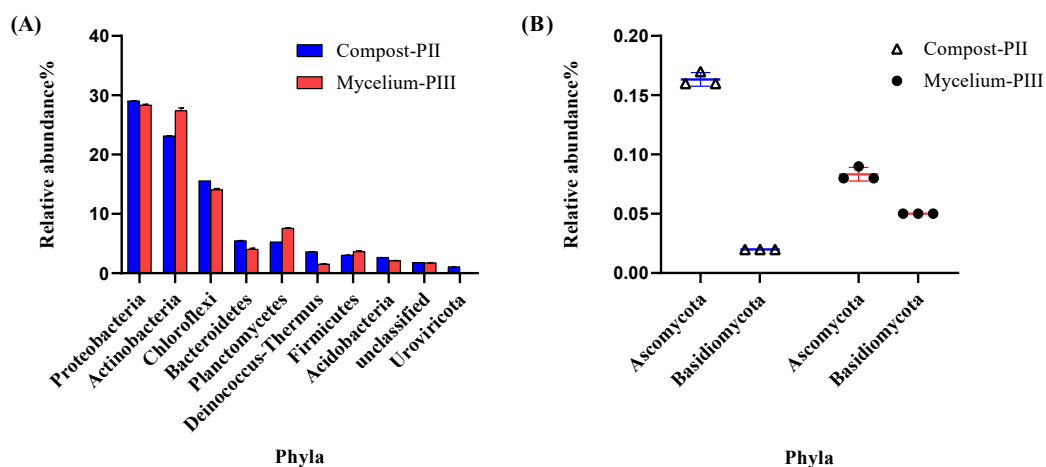 (A)
Relative abundance%
40
30
20
10
0
Compost-PII
Mycelium-PIII
Proteobacteria
Actinobacteria
Chloroflexi
Bacteroidetes
Planctomycetes
Deinococcus-Thermus
Firmicutes
Acidobacteria
unclassified
Uroviricota
Phyla
(B)
Relative abundance%
0.20
0.15
0.10
0.05
0.00
Compost-PII
Mycelium-PIII
Ascomycota
Basidiomycota
Ascomycota
Basidiomycota
Phyla